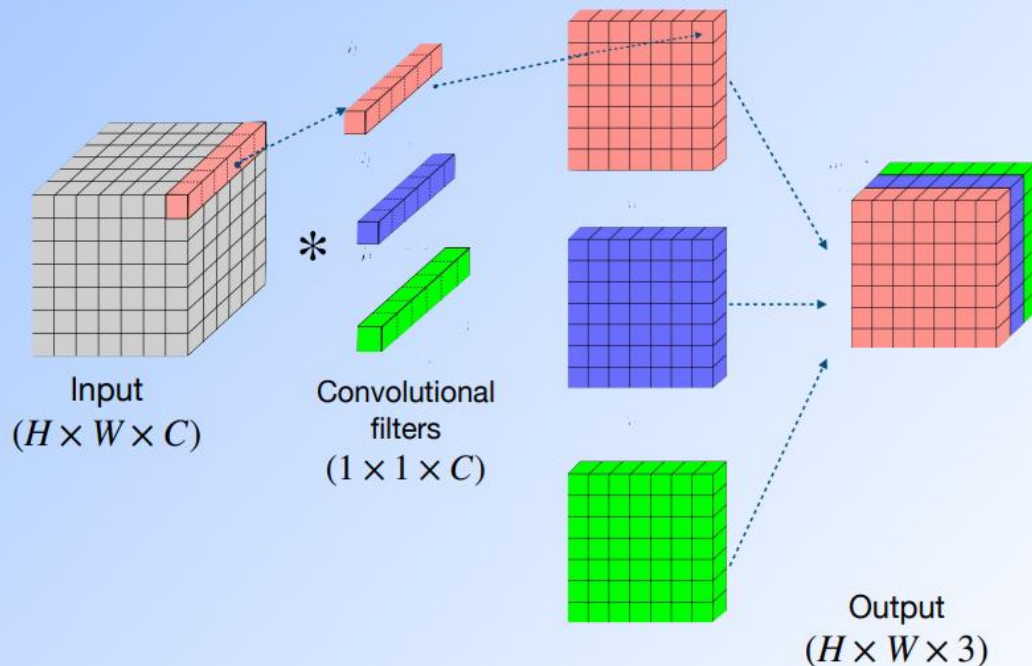 *
Input
(H × W × C)
Convolutional
filters
(1 × 1 × C)
Output
(H × W × 3)